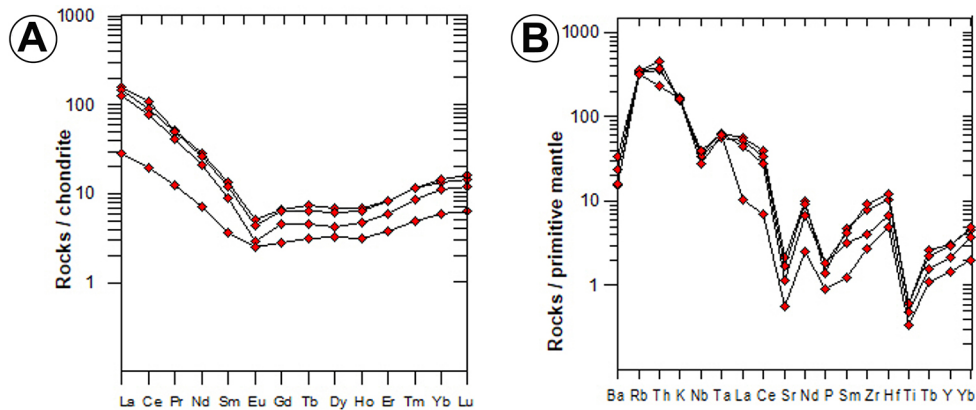 A
1000
100
10
1
Rocks / chondrite
La Ce Pr Nd Sm Eu Gd Tb Dy Ho Er Tm Yb Lu
B
1000
100
10
1
Rocks / primitive mantle
Ba Rb Th K Nb Ta La Ce Sr Nd P Sm Zr Hf Ti Tb Y Yb